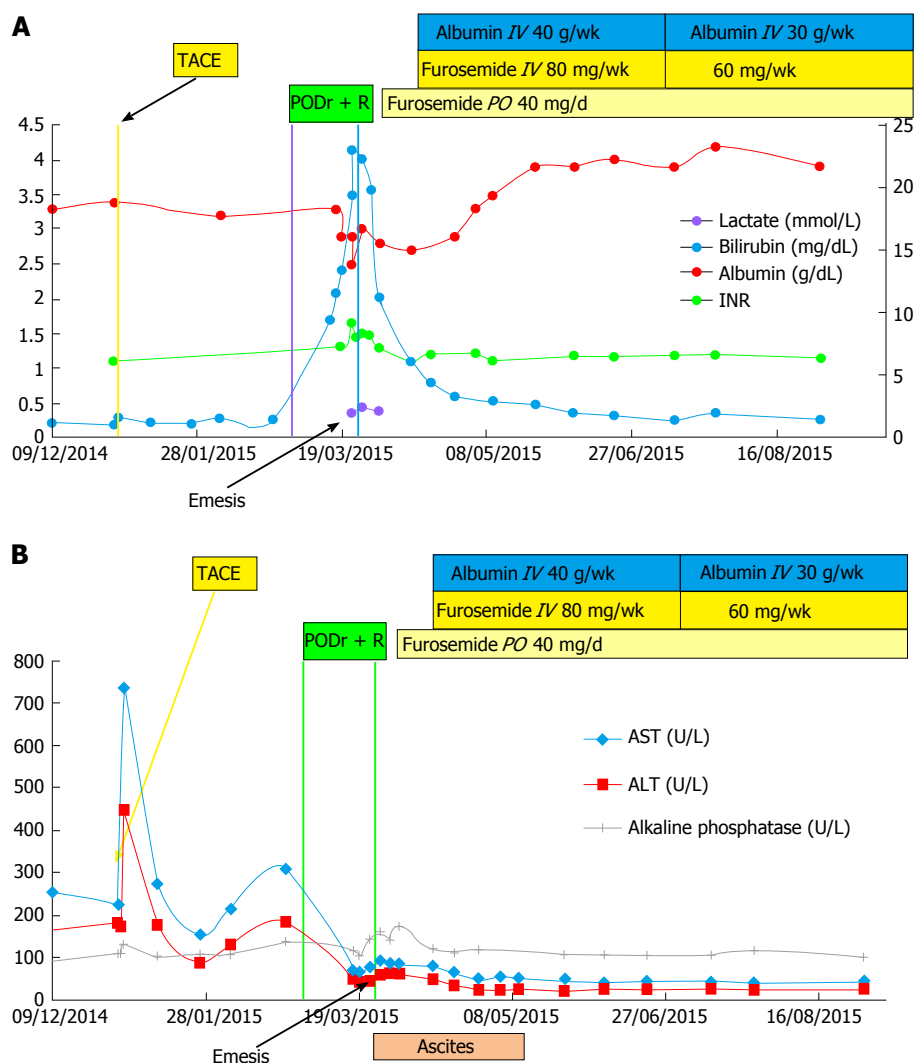 A
Albumin IV 40 g/wk
Albumin IV 30 g/wk
TACE
Furosemide IV 80 mg/wk
60 mg/wk
PODr + R
Furosemide PO 40 mg/d
4.5
4
3.5
3
2.5
2
1.5
1
0.5
0
25
20
15
10
5
0
Lactate (mmol/L)
Bilirubin (mg/dL)
Albumin (g/dL)
INR
09/12/2014
28/01/2015
19/03/2015
08/05/2015
27/06/2015
16/08/2015
Emesis
B
TACE
Albumin IV 40 g/wk
Albumin IV 30 g/wk
Furosemide IV 80 mg/wk
60 mg/wk
PODr + R
Furosemide PO 40 mg/d
800
700
600
500
400
300
200
100
0
AST (U/L)
ALT (U/L)
Alkaline phosphatase (U/L)
09/12/2014
28/01/2015
19/03/2015
08/05/2015
27/06/2015
16/08/2015
Emesis
Ascites